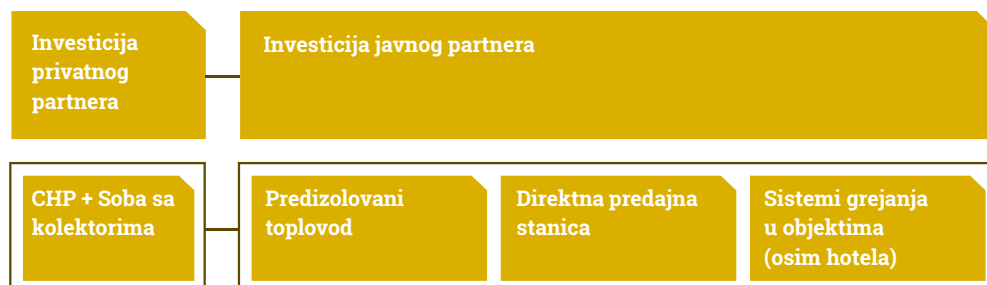 Investicija
privatnog
partnera
Investicija javnog partnera
CHP + Soba sa
kolektorima
Predizolovani
toplovod
Direktna predajna
stanica
Sistemi grejanja
u objektima
(osim hotela)